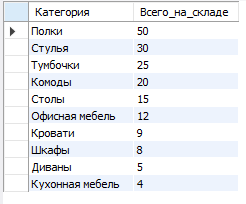 Категория Всего_на_складе
Полки 50
Стулья 30
Тумбочки 25
Комоды 20
Столы 15
Офисная мебель 12
Кровати 9
Шкафы 8
Диваны 5
Кухонная мебель 4